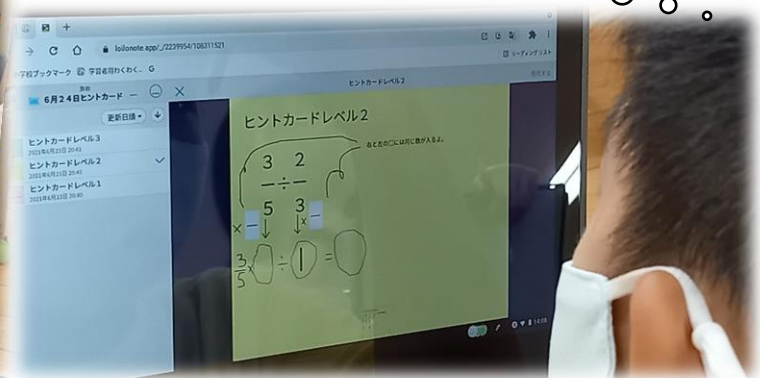 loilonote.app/_/2239954/106311521
学校ブックマーク
学習者用わくわく..
G
リーディングリスト
6月24日ヒントカード
ヒントカードレベル2
更新日順
ヒントカードレベル3
ヒントカードレベル2
ヒントカードレベル1
ヒントカードレベル2
右と左の□には同じ数が入るよ。
3 2
— ÷ —
5 3
× — ↓ ↓ × —
3/5 × ÷ 1 =
14:08